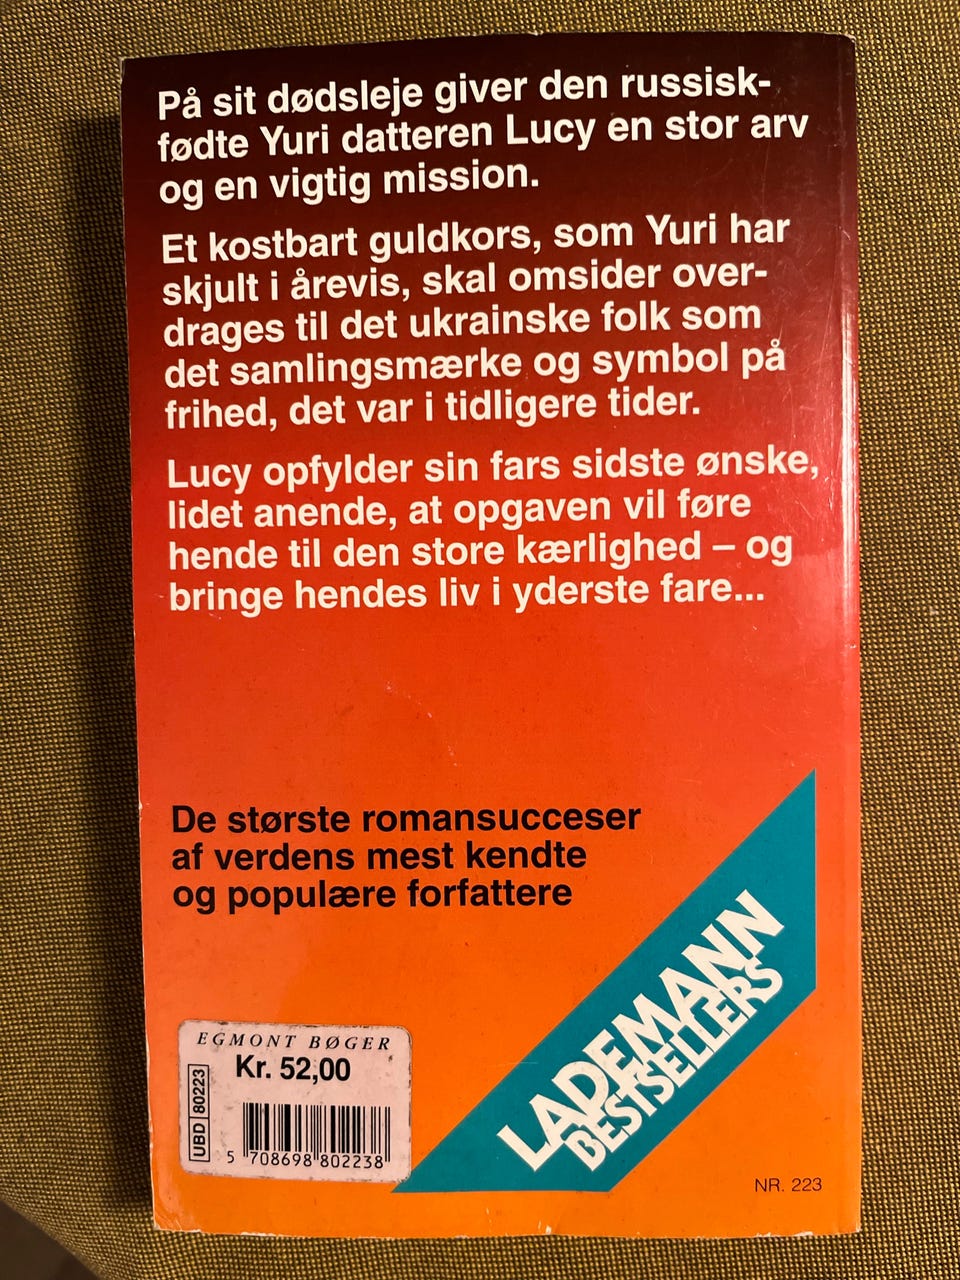 På sit dødsleje giver den russisk-
fødte Yuri datteren Lucy en stor arv
og en vigtig mission.
Et kostbart guldkors, som Yuri har
skjult i årevis, skal omsider over-
drages til det ukrainske folk som
det samlingsmærke og symbol på
frihed, det var i tidligere tider.
Lucy opfylder sin fars sidste ønske,
lidet anende, at opgaven vil føre
hende til den store kærlighed – og
bringe hendes liv i yderste fare...
De største romansucceser
af verdens mest kendte
og populære forfattere
LADEMANN
BESTSELLERS
EGMONT BØGER
Kr. 52,00
UBD 80223
5 708698 802238
NR. 223